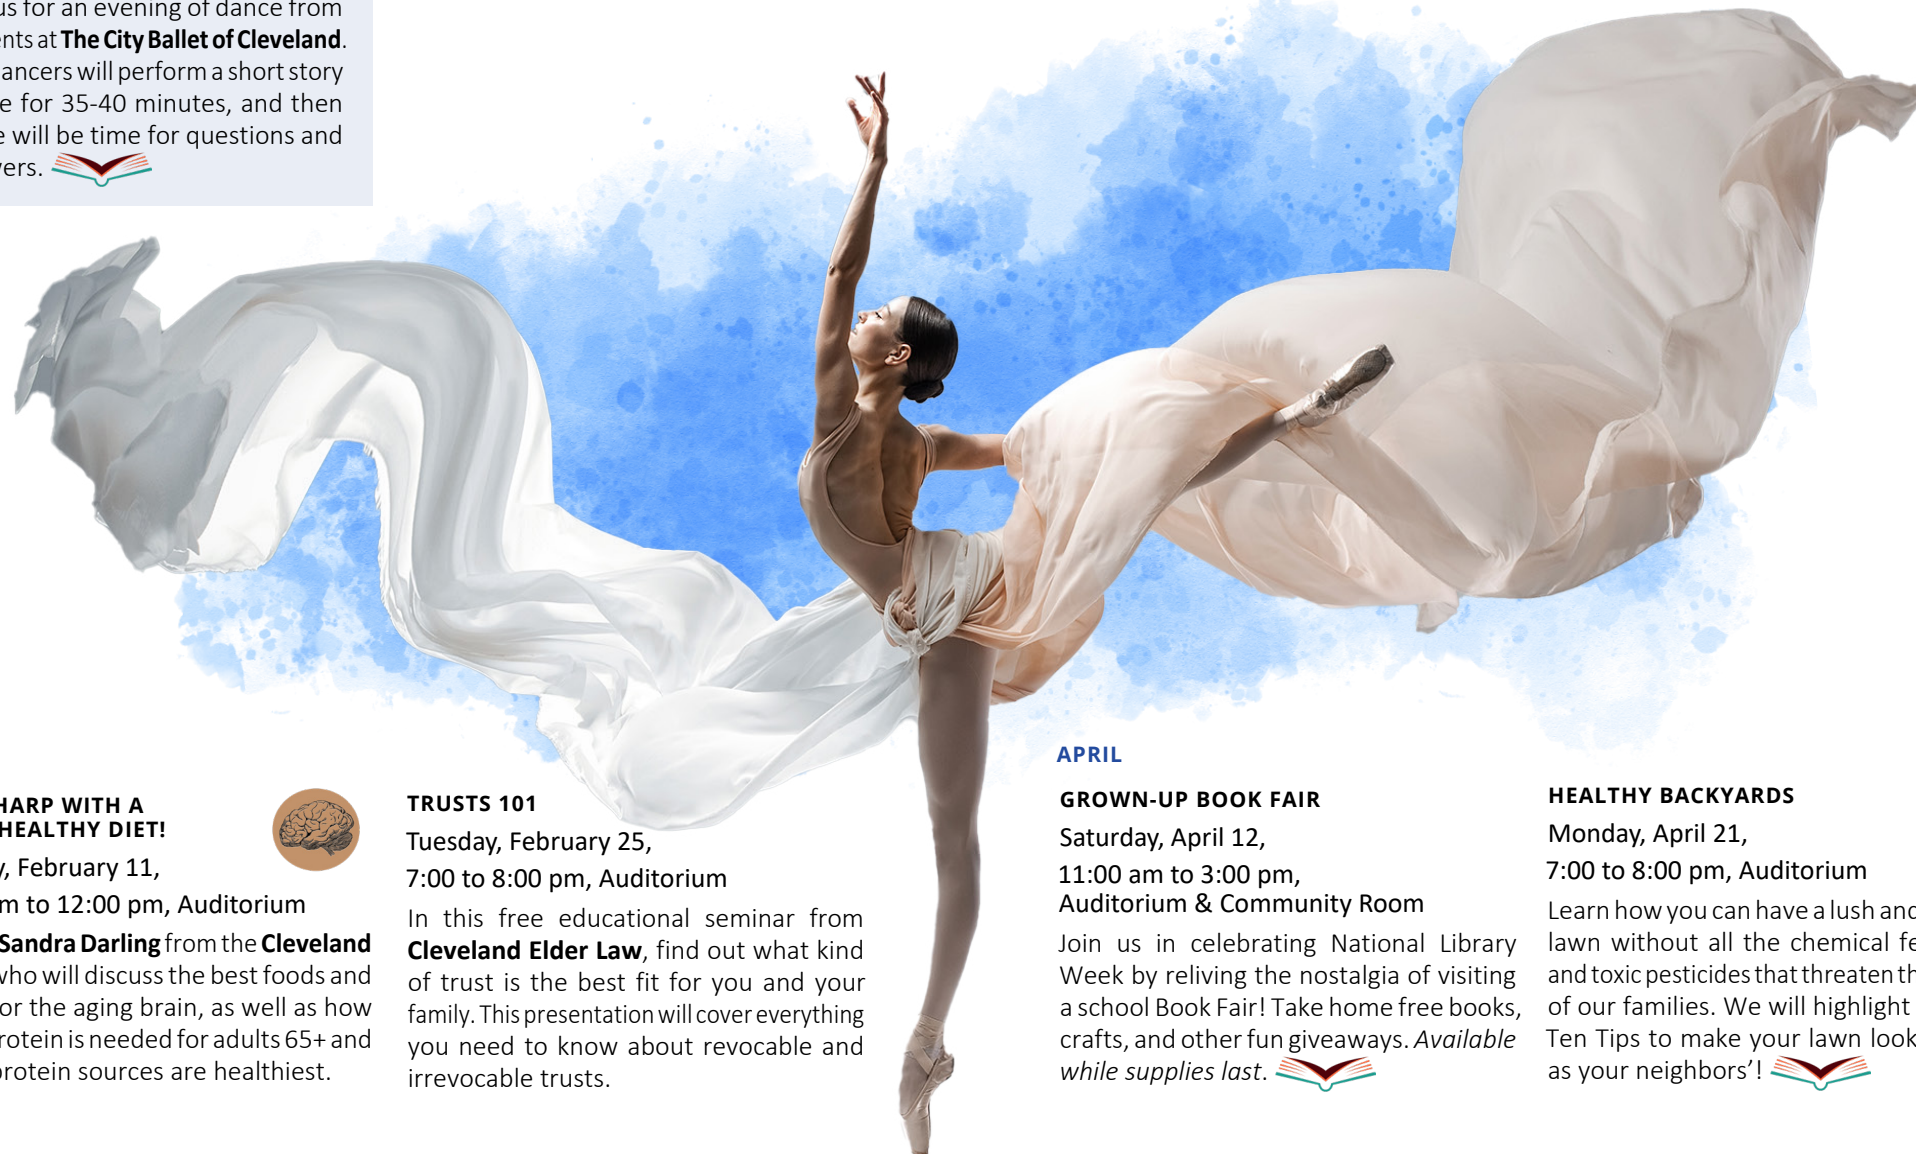 us for an evening of dance from
at The City Ballet of Cleveland.
will perform a short story
for 35-40 minutes, and then
will be time for questions and
WITH A
HEALTHY DIET!
February 11,
to 12:00 pm, Auditorium
Sandra Darling from the Cleveland
who will discuss the best foods and
the aging brain, as well as how
is needed for adults 65+ and
protein sources are healthiest.
TRUSTS 101
Tuesday, February 25,
7:00 to 8:00 pm, Auditorium
In this free educational seminar from
Cleveland Elder Law, find out what kind
of trust is the best fit for you and your
family. This presentation will cover everything
you need to know about revocable and
irrevocable trusts.
APRIL
GROWN-UP BOOK FAIR
Saturday, April 12,
11:00 am to 3:00 pm,
Auditorium & Community Room
Join us in celebrating National Library
Week by reliving the nostalgia of visiting
a school Book Fair! Take home free books,
crafts, and other fun giveaways. Available
while supplies last.
HEALTHY BACKYARDS
Monday, April 21,
7:00 to 8:00 pm, Auditorium
Learn how you can have a lush and
lawn without all the chemical
and toxic pesticides that threaten
of our families. We will highlight
Ten Tips to make your lawn look
as your neighbors’!